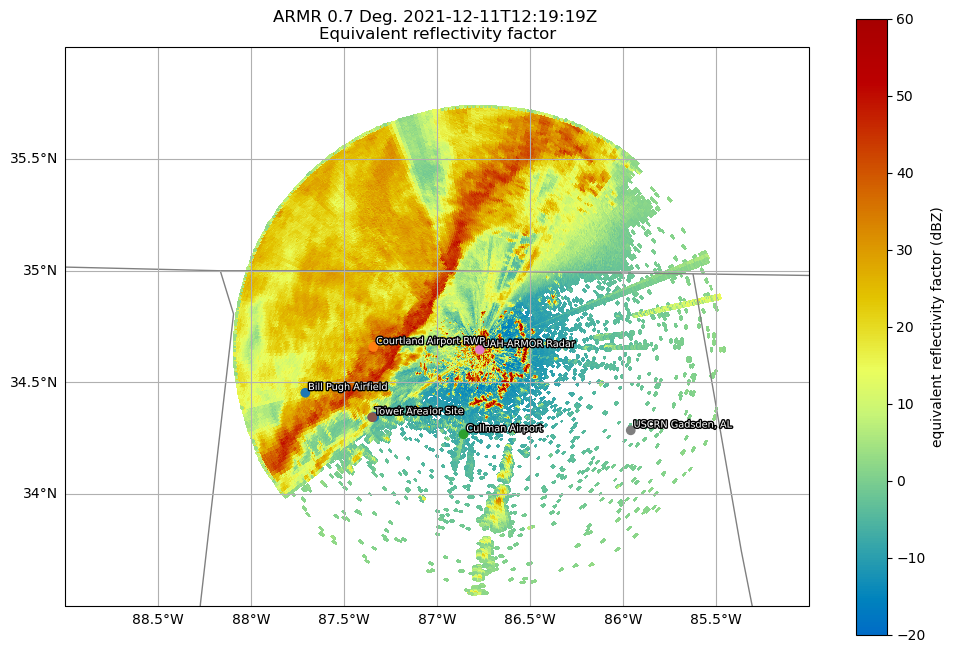 ARMR 0.7 Deg. 2021-12-11T12:19:19Z
Equivalent reflectivity factor
60
50
40
30
20
10
0
−10
−20
equivalent reflectivity factor (dBZ)
35.5°N
35°N
34.5°N
34°N
Courtland Airport RWP
UAH-ARMOR Radar
Bill Pugh Airfield
Tower Areaior Site
Cullman Airport
USCRN Gadsden, AL
88.5°W
88°W
87.5°W
87°W
86.5°W
86°W
85.5°W